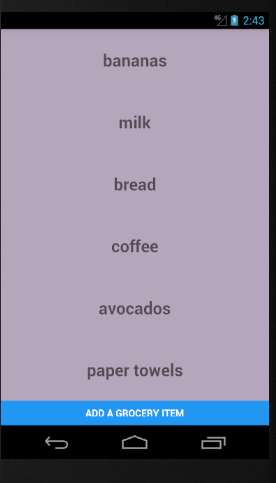 2:43
bananas
milk
bread
coffee
avocados
paper towels
ADD A GROCERY ITEM